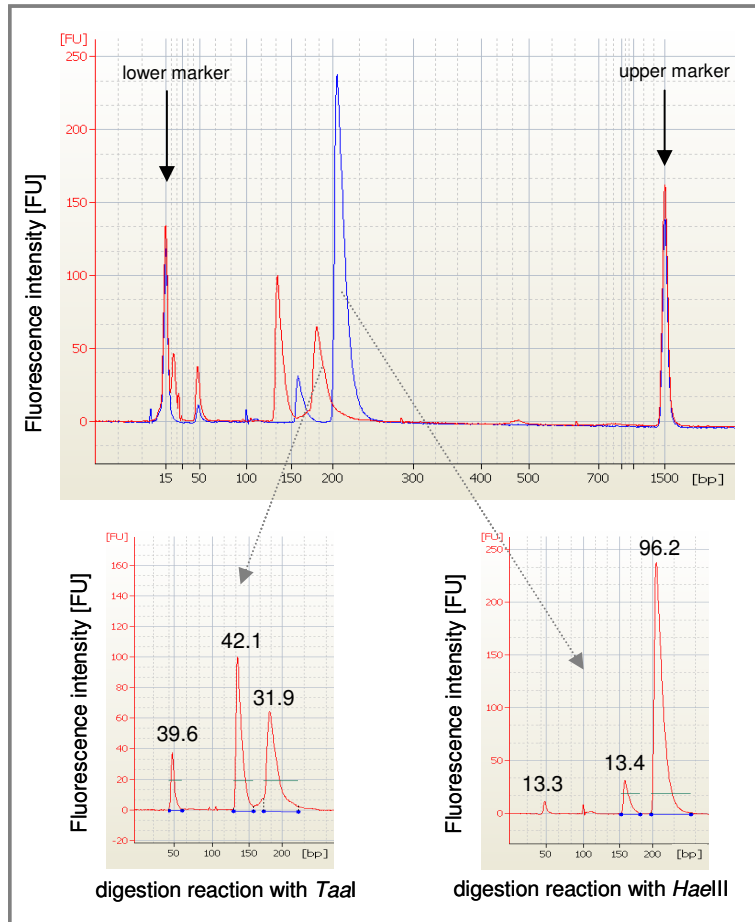 [FU]
250
lower marker
upper marker
200
150
100
50
0
Fluorescence intensity [FU]
15 50 100 150 200 300 400 500 700 1500 [bp]
[FU]
160
140
120
100
80
60
40
20
0
-20
Fluorescence intensity [FU]
39.6
42.1
31.9
50 100 150 200 [bp]
digestion reaction with TaaI
[FU]
250
200
150
100
50
0
Fluorescence intensity [FU]
13.3
13.4
96.2
50 100 150 200 [bp]
digestion reaction with HaeIII